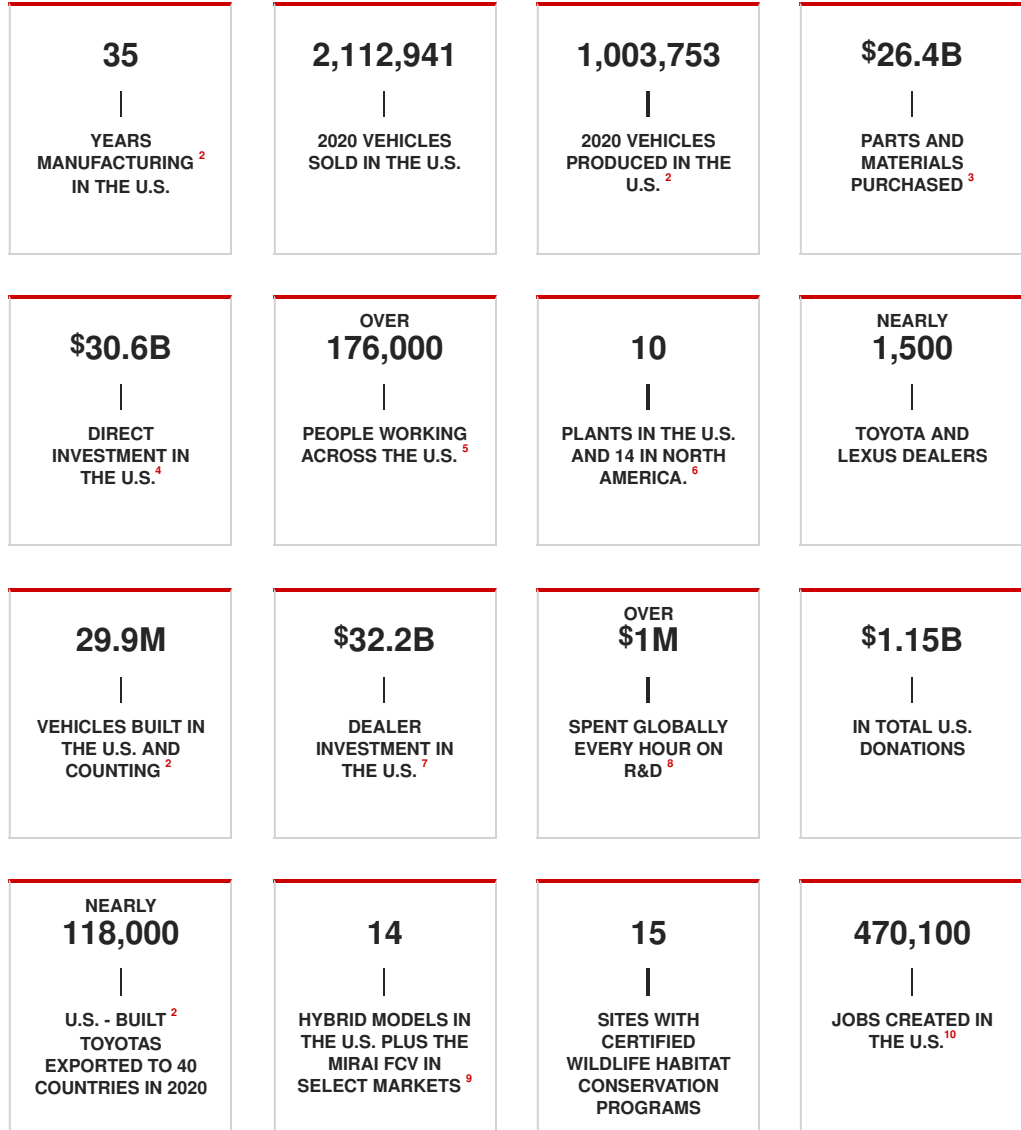 35
YEARS
MANUFACTURING 2
IN THE U.S.
2,112,941
2020 VEHICLES
SOLD IN THE U.S.
1,003,753
2020 VEHICLES
PRODUCED IN THE
U.S. 2
$26.4B
PARTS AND
MATERIALS
PURCHASED 3
$30.6B
DIRECT
INVESTMENT IN
THE U.S.4
OVER
176,000
PEOPLE WORKING
ACROSS THE U.S. 5
10
PLANTS IN THE U.S.
AND 14 IN NORTH
AMERICA. 6
NEARLY
1,500
TOYOTA AND
LEXUS DEALERS
29.9M
VEHICLES BUILT IN
THE U.S. AND
COUNTING 2
$32.2B
DEALER
INVESTMENT IN
THE U.S. 7
OVER
$1M
SPENT GLOBALLY
EVERY HOUR ON
R&D 8
$1.15B
IN TOTAL U.S.
DONATIONS
NEARLY
118,000
U.S. - BUILT 2
TOYOTAS
EXPORTED TO 40
COUNTRIES IN 2020
14
HYBRID MODELS IN
THE U.S. PLUS THE
MIRAI FCV IN
SELECT MARKETS 9
15
SITES WITH
CERTIFIED
WILDLIFE HABITAT
CONSERVATION
PROGRAMS
470,100
JOBS CREATED IN
THE U.S.10